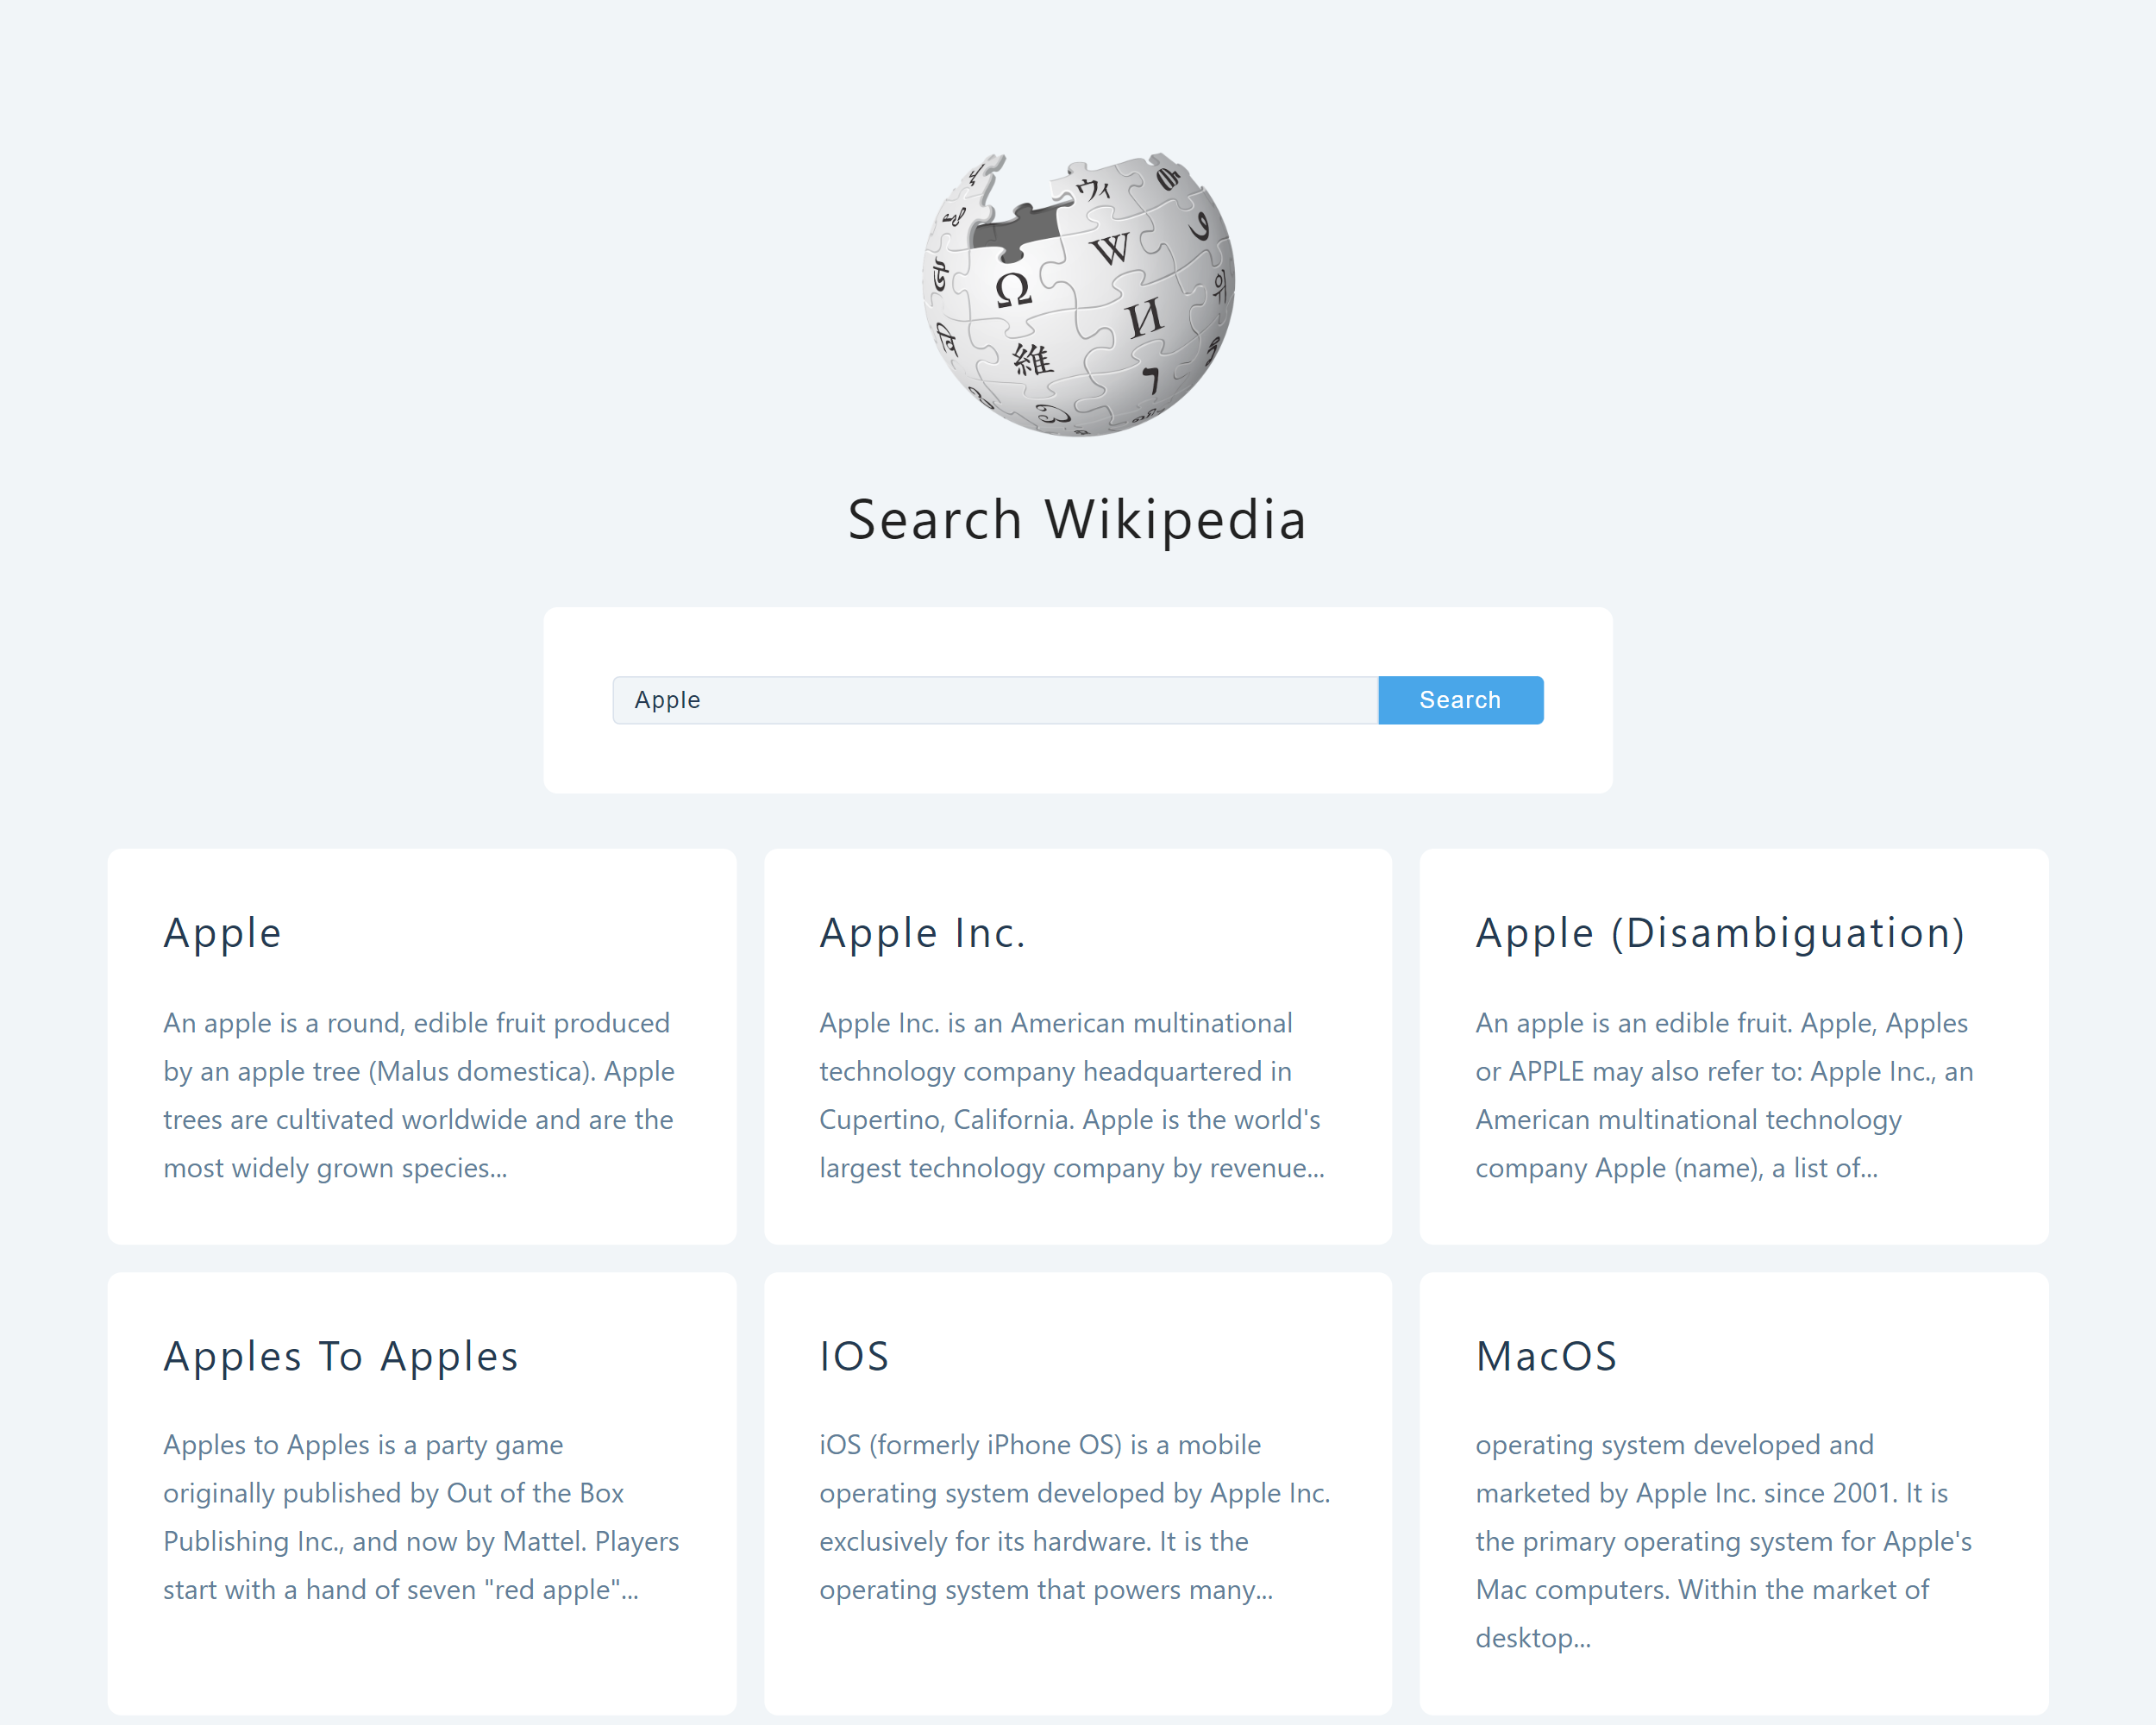 ウィ
W
Ω
И
維
ו
Search Wikipedia
Apple
Search
Apple
An apple is a round, edible fruit produced
by an apple tree (Malus domestica). Apple
trees are cultivated worldwide and are the
most widely grown species...
Apple Inc.
Apple Inc. is an American multinational
technology company headquartered in
Cupertino, California. Apple is the world's
largest technology company by revenue...
Apple (Disambiguation)
An apple is an edible fruit. Apple, Apples
or APPLE may also refer to: Apple Inc., an
American multinational technology
company Apple (name), a list of...
Apples To Apples
Apples to Apples is a party game
originally published by Out of the Box
Publishing Inc., and now by Mattel. Players
start with a hand of seven "red apple"...
IOS
iOS (formerly iPhone OS) is a mobile
operating system developed by Apple Inc.
exclusively for its hardware. It is the
operating system that powers many...
MacOS
operating system developed and
marketed by Apple Inc. since 2001. It is
the primary operating system for Apple's
Mac computers. Within the market of
desktop...